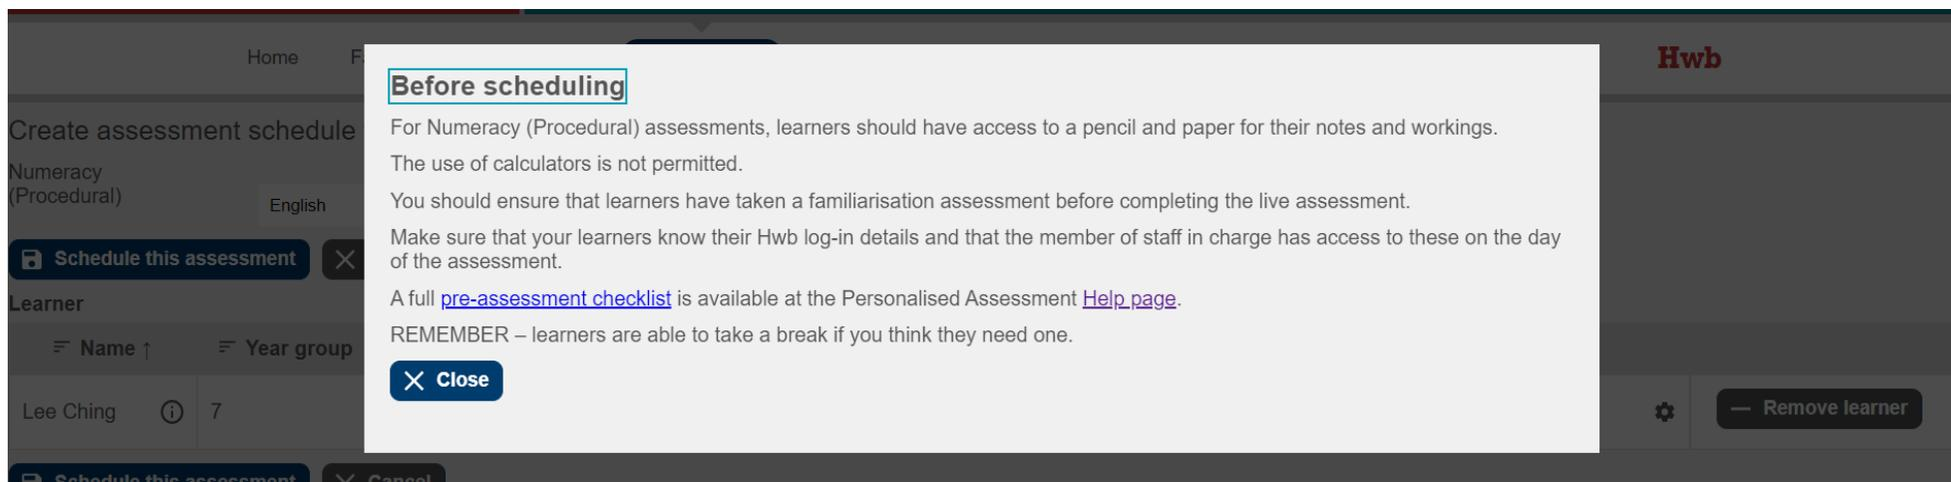 Home
Hwb
Before scheduling
For Numeracy (Procedural) assessments, learners should have access to a pencil and paper for their notes and workings.
The use of calculators is not permitted.
You should ensure that learners have taken a familiarisation assessment before completing the live assessment.
Make sure that your learners know their Hwb log-in details and that the member of staff in charge has access to these on the day
of the assessment.
A full pre-assessment checklist is available at the Personalised Assessment Help page.
REMEMBER – learners are able to take a break if you think they need one.
Close
Create assessment schedule
Numeracy
(Procedural)
English
Schedule this assessment
Learner
Name ↑ Year group
Lee Ching 7 Remove learner
Schedule this assessment Cancel